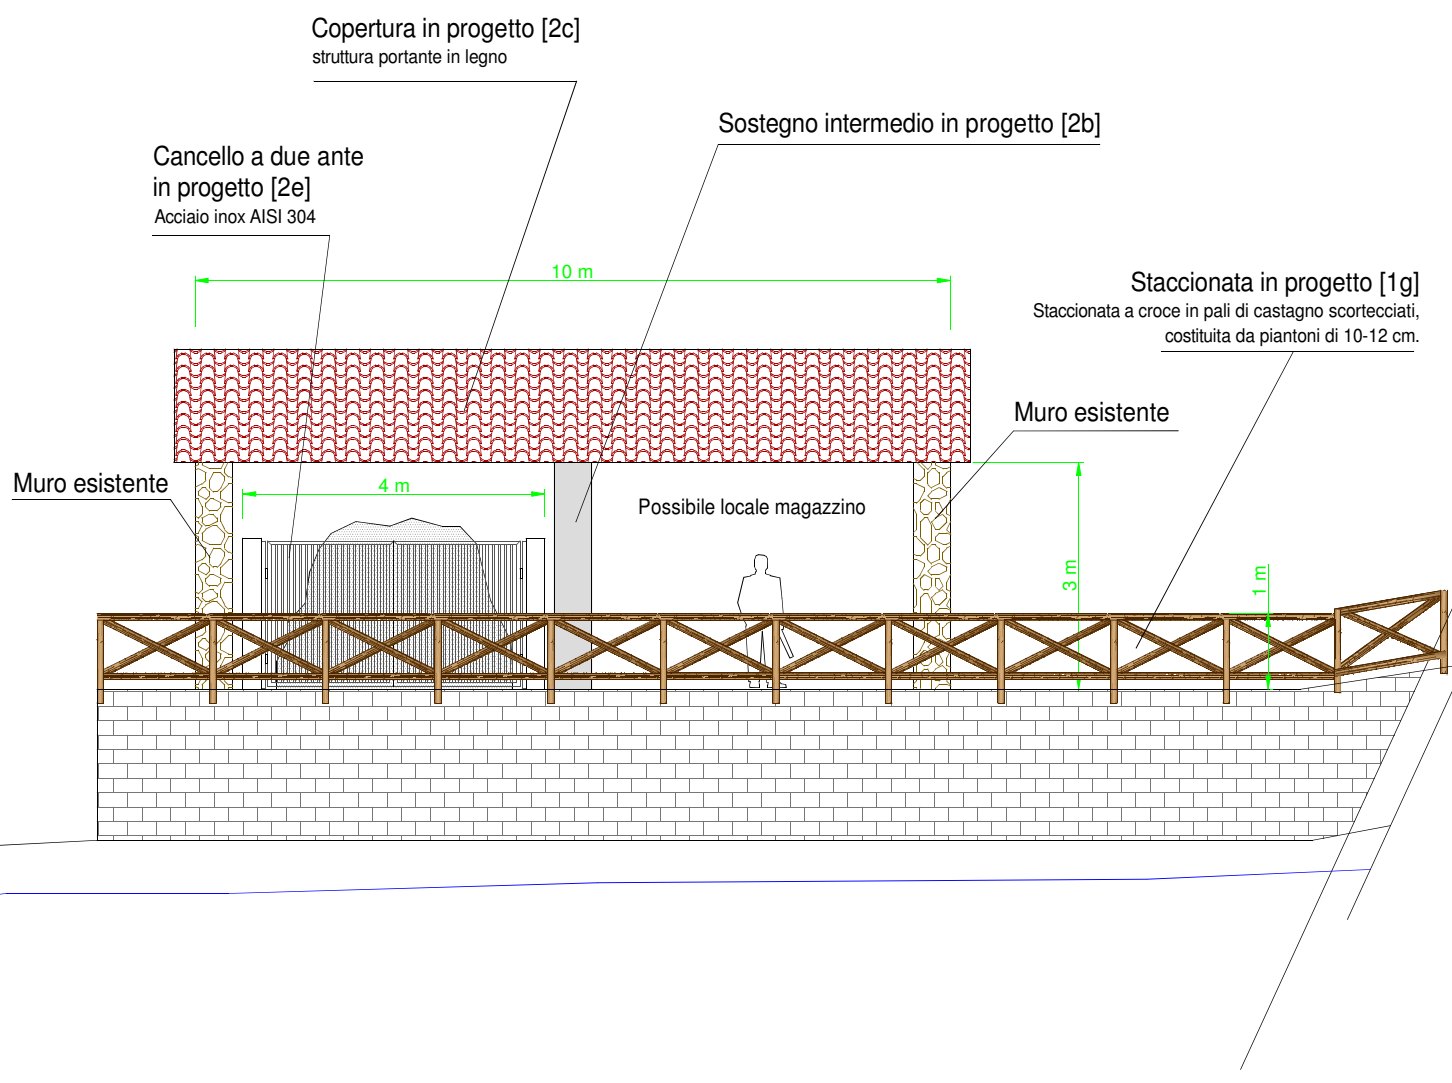 Copertura in progetto [2c]
struttura portante in legno
Sostegno intermedio in progetto [2b]
Cancello a due ante
in progetto [2e]
Acciaio inox AISI 304
10 m
Staccionata in progetto [1g]
Staccionata a croce in pali di castagno scortecciati,
costituita da piantoni di 10-12 cm.
Muro esistente
Muro esistente
4 m
Possibile locale magazzino
3 m
1 m